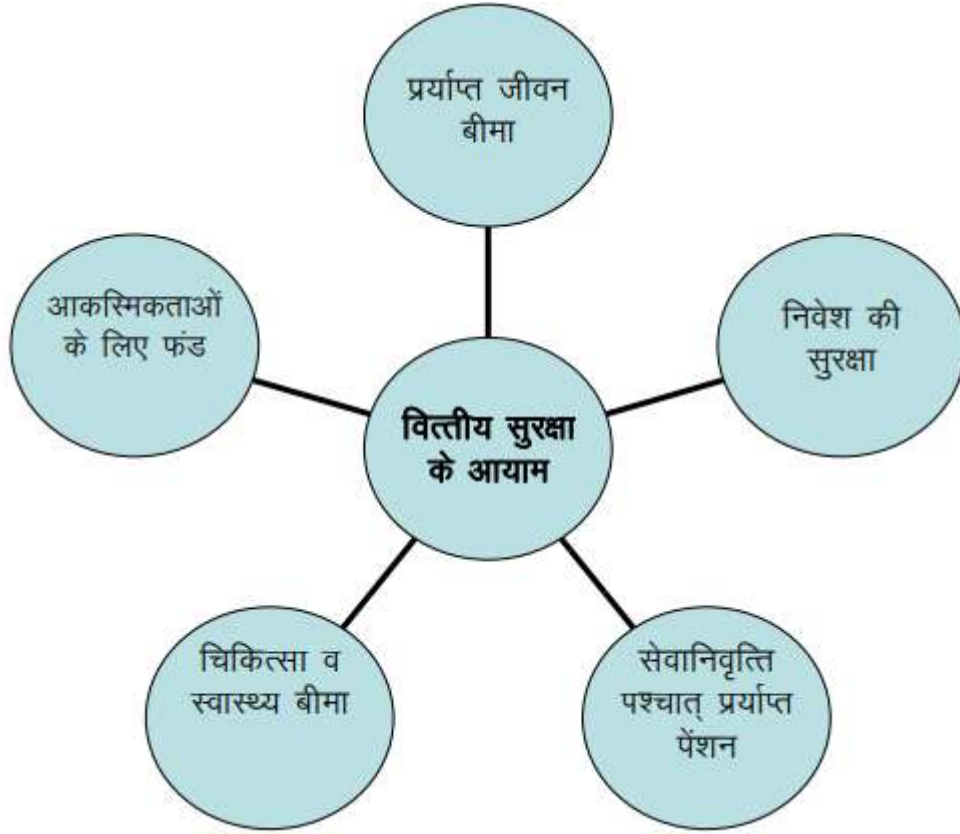 प्रर्याप्त जीवन
बीमा
आकस्मिकताओं
के लिए फंड
निवेश की
सुरक्षा
वित्तीय सुरक्षा
के आयाम
चिकित्सा व
स्वास्थ्य बीमा
सेवानिवृत्ति
पश्चात् प्रर्याप्त
पेंशन